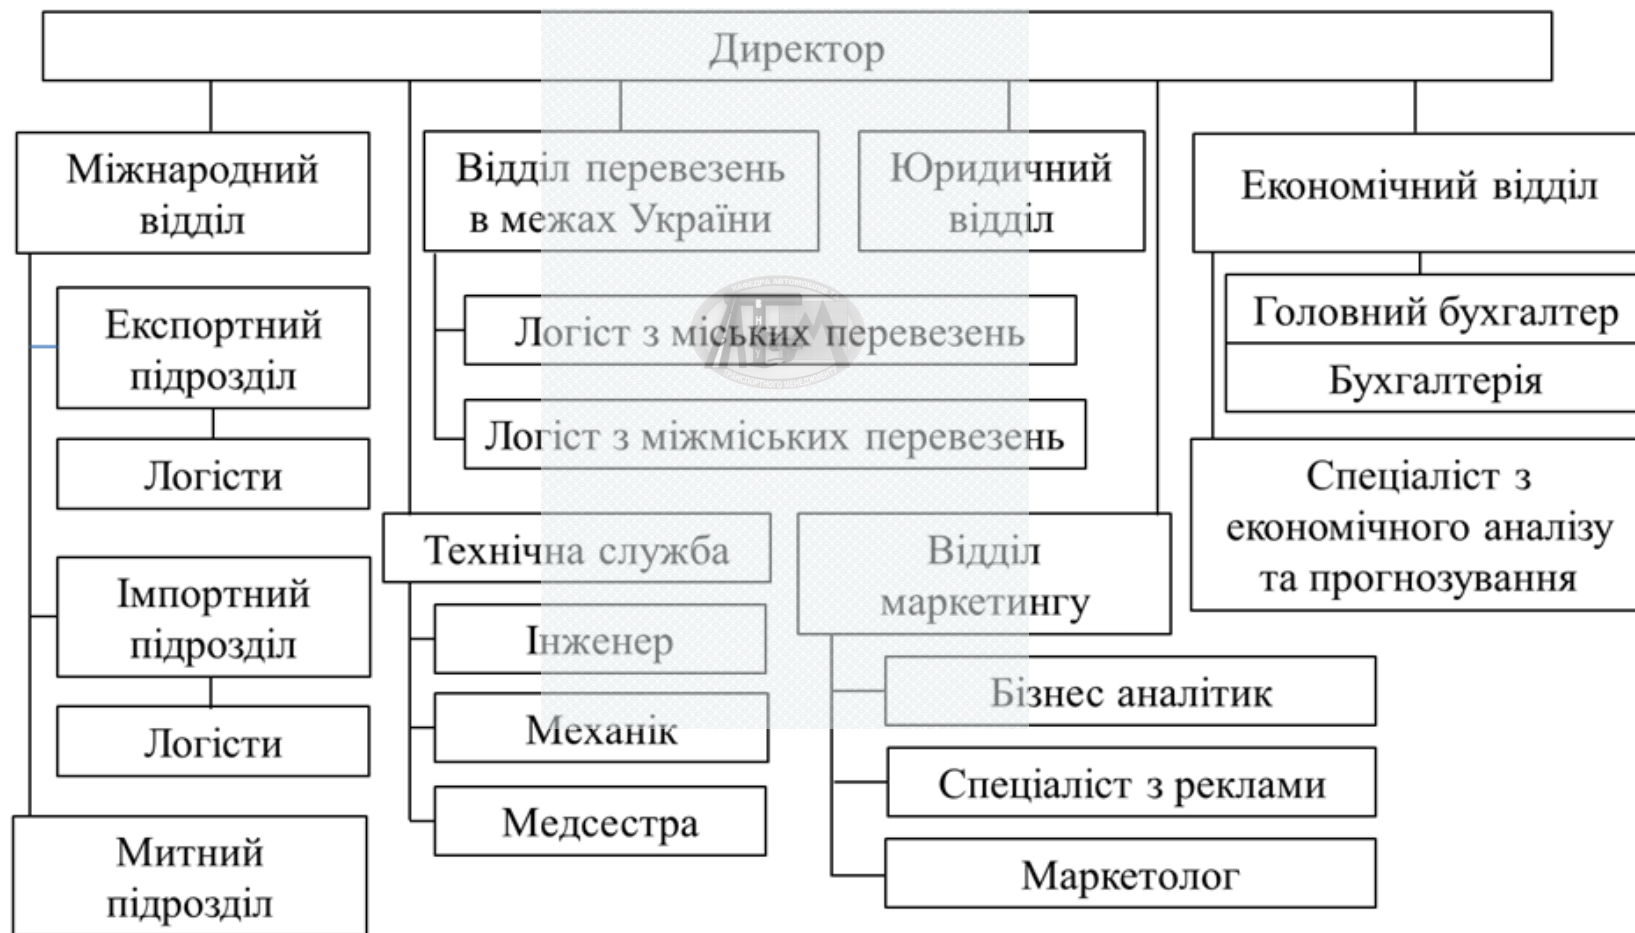 Директор
Міжнародний
відділ
Експортний
підрозділ
Логісти
Імпортний
підрозділ
Логісти
Митний
підрозділ
Відділ перевезень
в межах України
Логіст з міських перевезень
Логіст з міжміських перевезень
Технічна служба
Інженер
Механік
Медсестра
Юридичний
відділ
Відділ
маркетингу
Бізнес аналітик
Спеціаліст з реклами
Маркетолог
Економічний відділ
Головний бухгалтер
Бухгалтерія
Спеціаліст з
економічного аналізу
та прогнозування